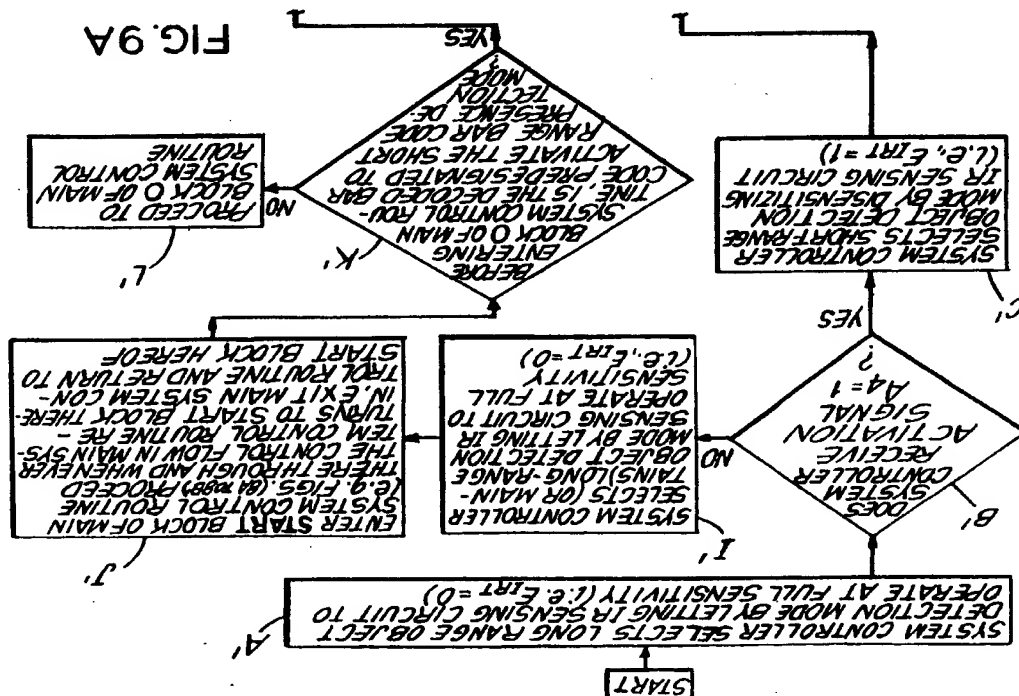 START
A'
SYSTEM CONTROLLER SELECTS LONG RANGE OBJECT
DETECTION MODE BY LETTING IR SENSING CIRCUIT TO
OPERATE AT FULL SENSITIVITY (i.e. EIRT=0)
B'
DOES
SYSTEM
CONTROLLER
RECEIVE
ACTIVATION
SIGNAL
A4=1
?
NO
YES
I'
SYSTEM CONTROLLER
SELECTS (OR MAIN-
TAINS)LONG-RANGE
OBJECT DETECTION
MODE BY LETTING IR
SENSING CIRCUIT TO
OPERATE AT FULL
SENSITIVITY
(i.e., EIRT=0)
J'
ENTER START BLOCK OF MAIN
SYSTEM CONTROL ROUTINE
(e.g. FIGS. (8A TO 8B)) PROCEED
THERETHROUGH AND WHENEVER
THE CONTROL FLOW IN MAIN SYS-
TEM CONTROL ROUTINE RE-
TURNS TO START BLOCK THERE-
IN, EXIT MAIN SYSTEM CON-
TROL ROUTINE AND RETURN TO
START BLOCK HEREOF
C'
SYSTEM CONTROLLER
SELECTS SHORT RANGE
OBJECT DETECTION
MODE BY DISENSITIZING
IR SENSING CIRCUIT
(i.e., EIRT=1)
K'
BEFORE
ENTERING
BLOCK O OF MAIN
SYSTEM CONTROL ROU-
TINE, IS THE DECODED BAR
CODE PREDESIGNATED TO
ACTIVATE THE SHORT
RANGE BAR CODE
PRESENCE DE-
TECTION
MODE
?
NO
YES
L'
PROCEED TO
BLOCK O OF MAIN
SYSTEM CONTROL
ROUTINE
1
1
FIG. 9A